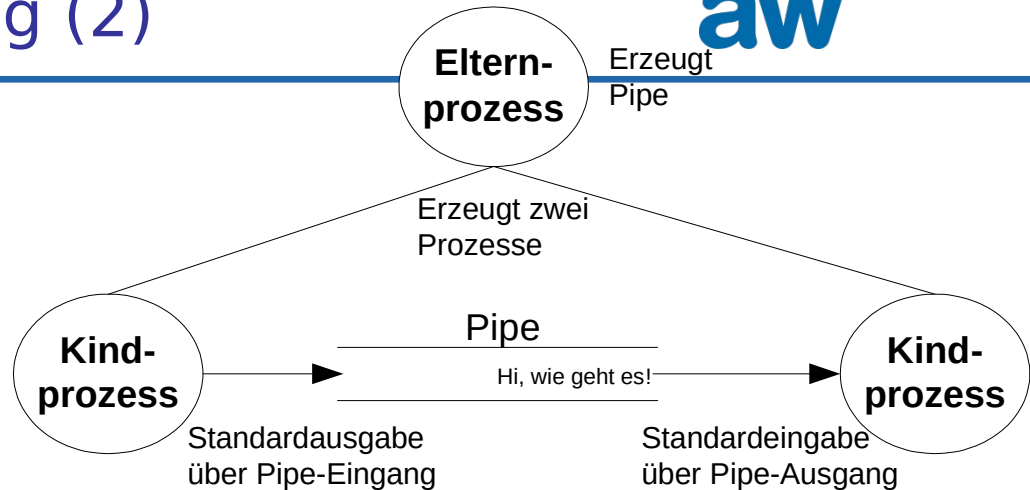 g (2)
aw
Eltern-
prozess
Erzeugt
Pipe
Erzeugt zwei
Prozesse
Pipe
Kind-
prozess
Hi, wie geht es!
Kind-
prozess
Standardausgabe
über Pipe-Eingang
Standardeingabe
über Pipe-Ausgang